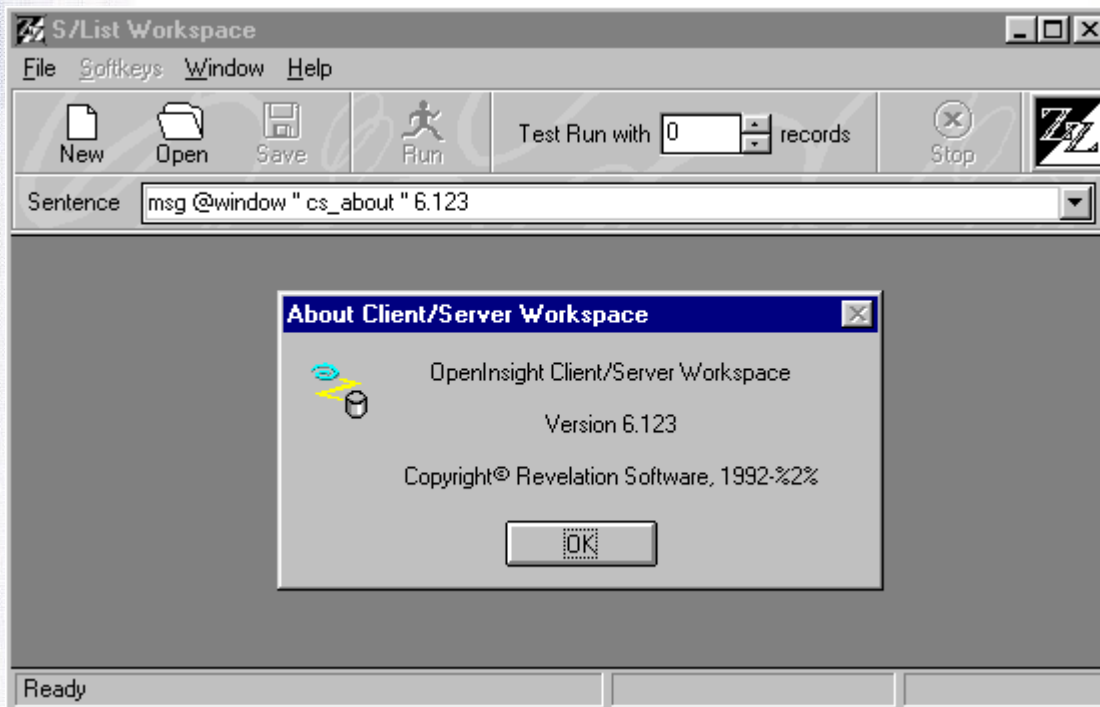 S/List Workspace
File Softkeys Window Help
New Open Save Run Test Run with 0 records Stop
Sentence msg @window " cs_about " 6.123
About Client/Server Workspace
OpenInsight Client/Server Workspace
Version 6.123
Copyright© Revelation Software, 1992-%2%
OK
Ready